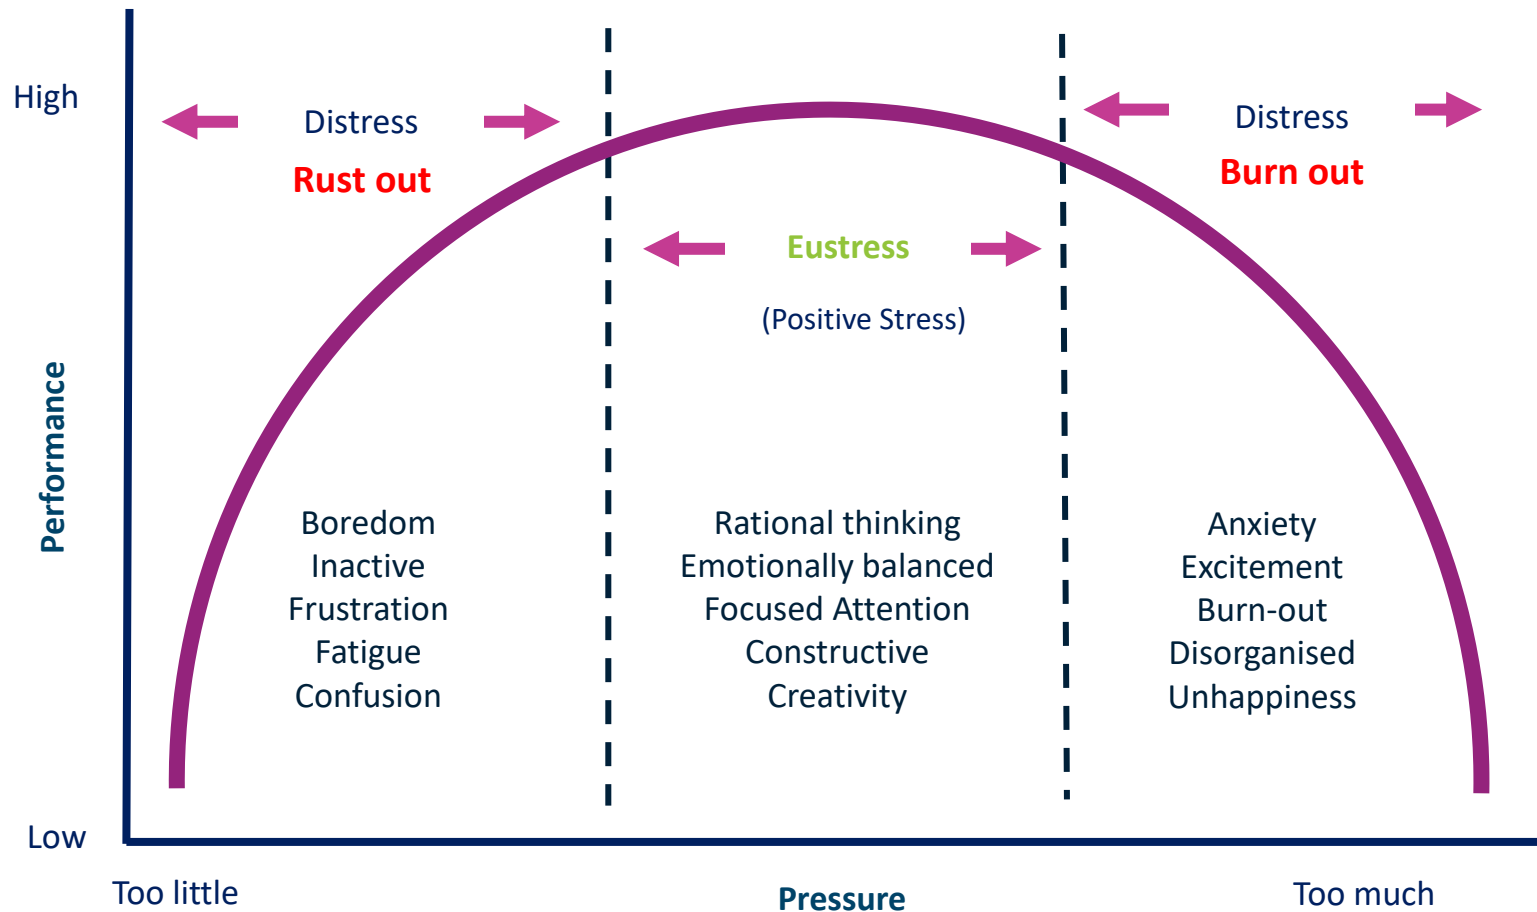 High
Distress
Rust out
Distress
Burn out
Eustress
(Positive Stress)
Performance
Boredom
Inactive
Frustration
Fatigue
Confusion
Rational thinking
Emotionally balanced
Focused Attention
Constructive
Creativity
Anxiety
Excitement
Burn-out
Disorganised
Unhappiness
Low
Too little
Pressure
Too much